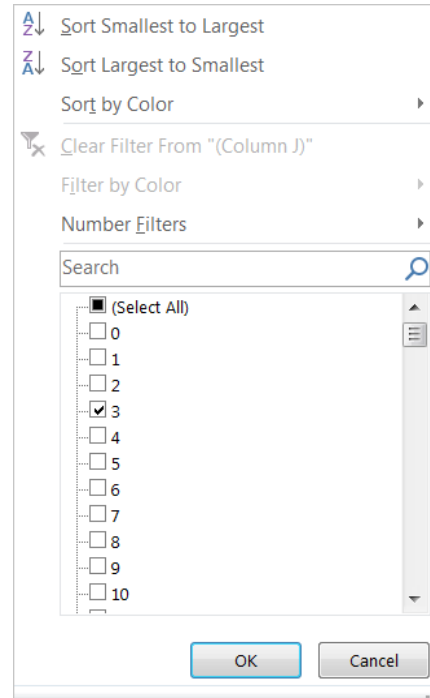 Sort Smallest to Largest
Sort Largest to Smallest
Sort by Color
Clear Filter From "(Column J)"
Filter by Color
Number Filters
Search
(Select All)
0
1
2
3
4
5
6
7
8
9
10
OK Cancel